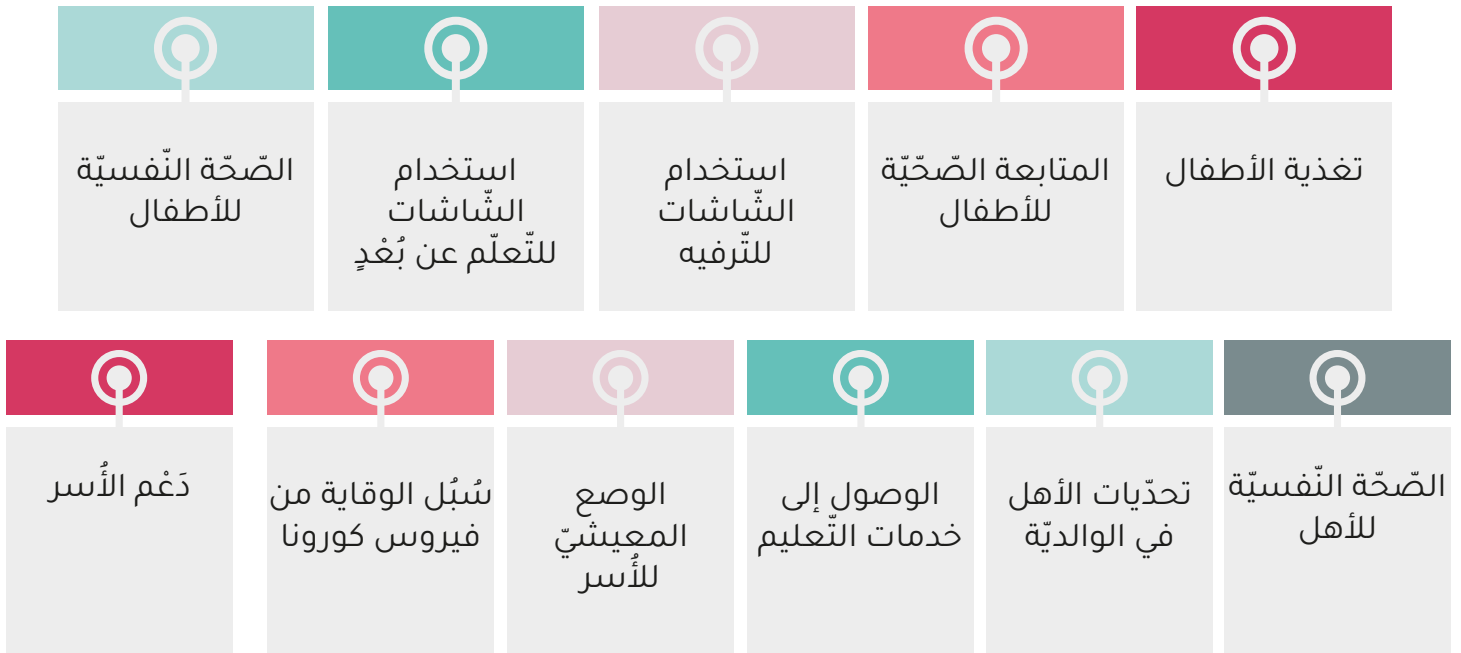 تغذية الأطفال
المتابعة الصّحّيّة
للأطفال
استخدام
الشّاشات
للتّرفيه
استخدام
الشّاشات
للتّعلّم عن بُعْدٍ
الصّحّة النّفسيّة
للأطفال
الصّحّة النّفسيّة
للأهل
تحدّيات الأهل
في الوالديّة
الوصول إلى
خدمات التّعليم
الوصع
المعيشيّ
للأُسر
سُبُل الوقاية من
فيروس كورونا
دَعْم الأُسر